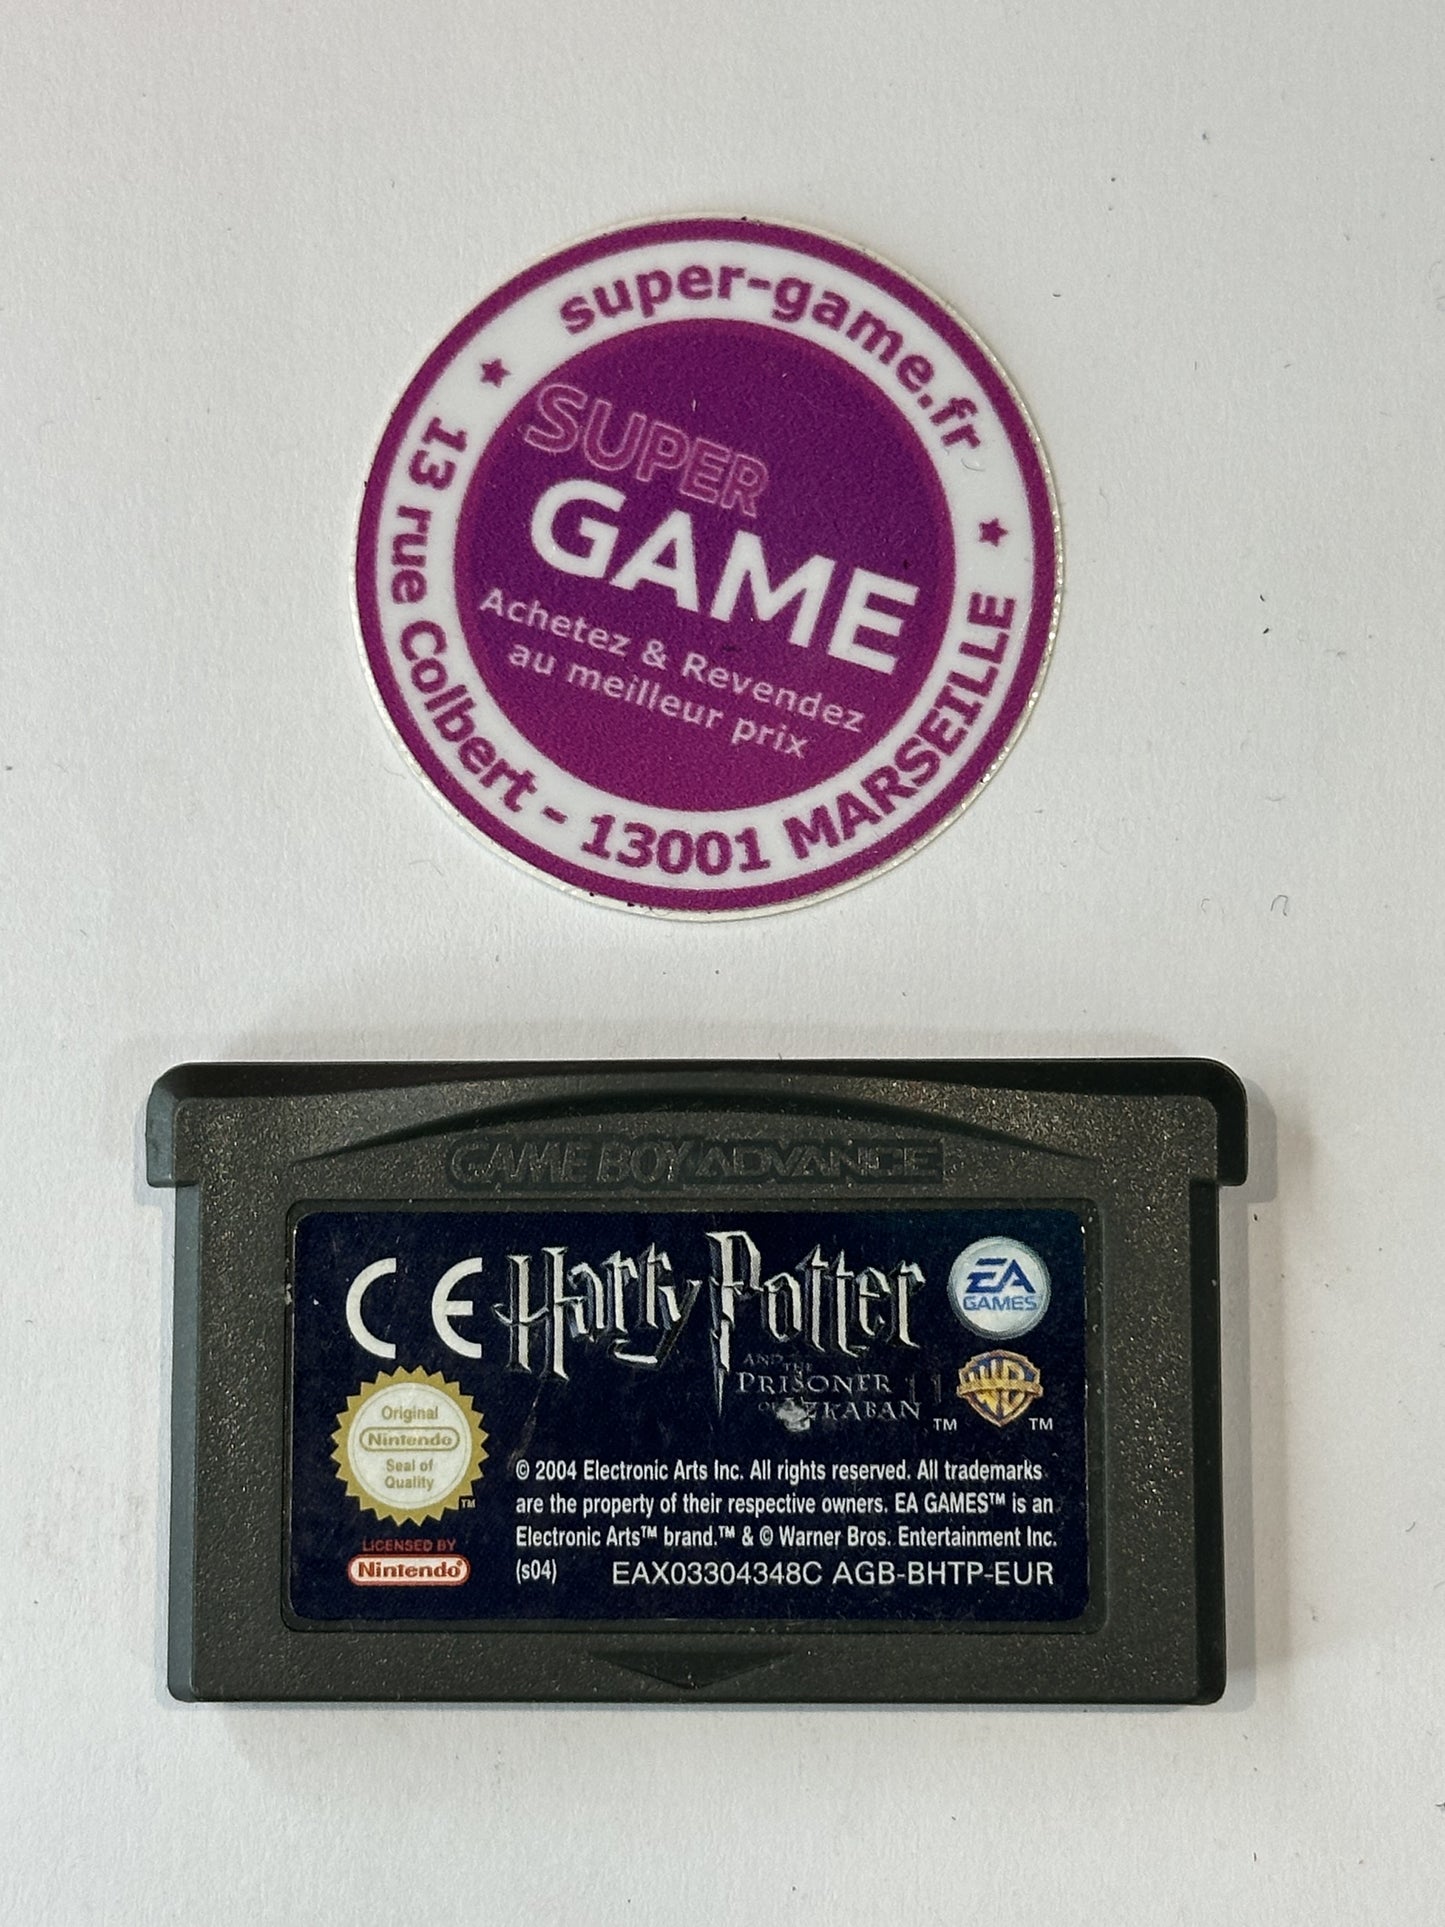 super-game.fr
SUPER
GAME
Achetez & Revendez
au meilleur prix
13 rue Colbert - 13001 MARSEILLE
GAME BOY ADVANCE
CE
Harry Potter
AND THE
PRISONER
OF AZKABAN
TM
EA
GAMES
WB
TM
Original
Nintendo
Seal of
Quality
TM
LICENSED BY
Nintendo®
© 2004 Electronic Arts Inc. All rights reserved. All trademarks
are the property of their respective owners. EA GAMES™ is an
Electronic Arts™ brand.™ & © Warner Bros. Entertainment Inc.
(s04) EAX03304348C AGB-BHTP-EUR